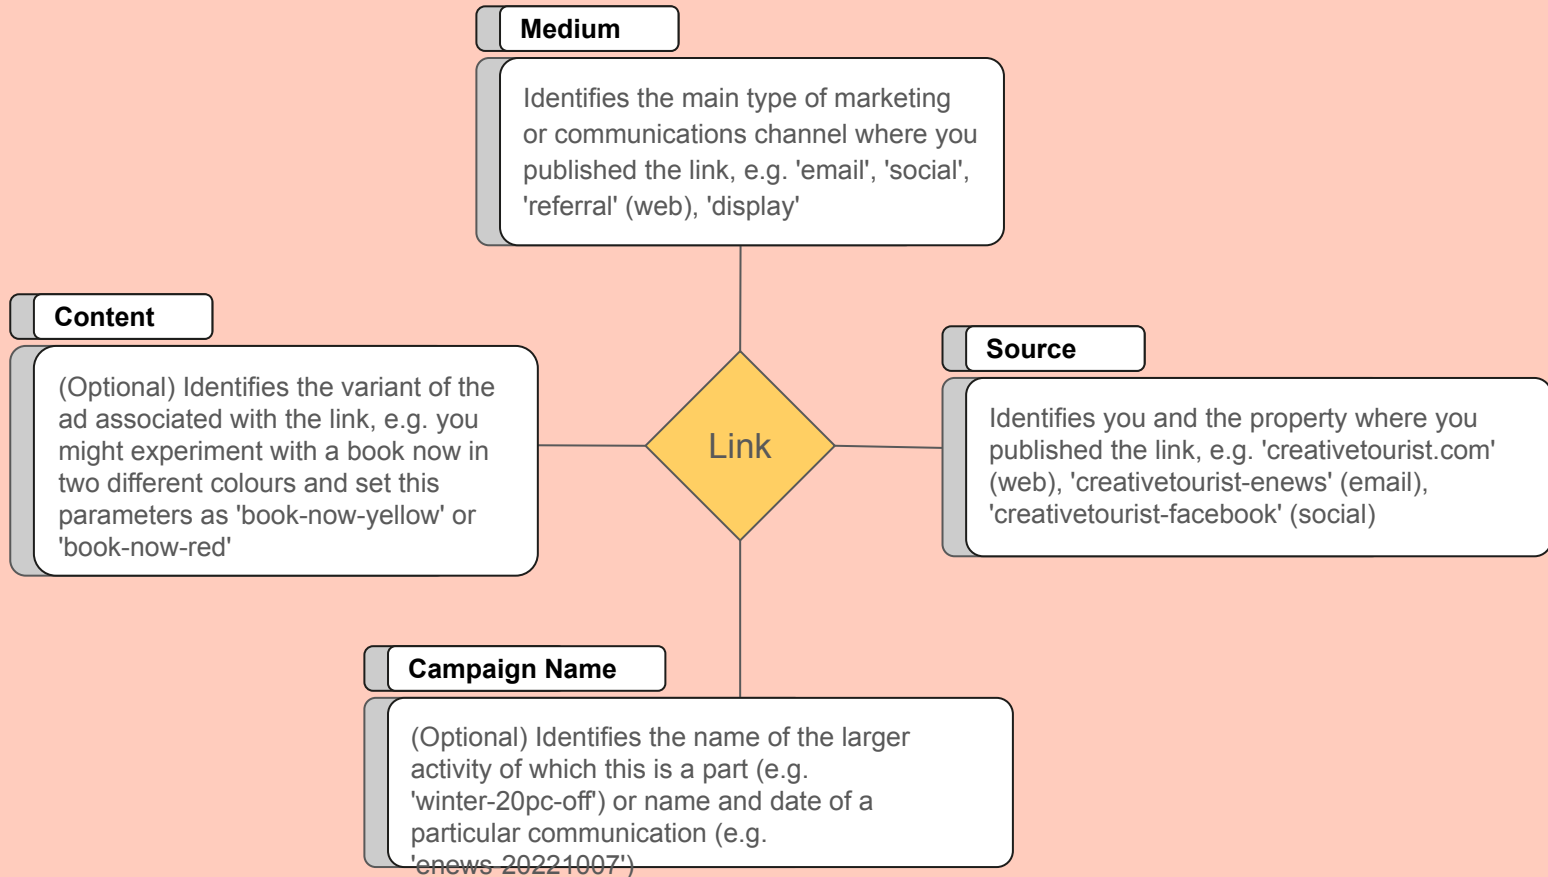 Medium
Identifies the main type of marketing
or communications channel where you
published the link, e.g. 'email', 'social',
'referral' (web), 'display'
Content
(Optional) Identifies the variant of the
ad associated with the link, e.g. you
might experiment with a book now in
two different colours and set this
parameters as 'book-now-yellow' or
'book-now-red'
Link
Source
Identifies you and the property where you
published the link, e.g. 'creativetourist.com'
(web), 'creativetourist-enews' (email),
'creativetourist-facebook' (social)
Campaign Name
(Optional) Identifies the name of the larger
activity of which this is a part (e.g.
'winter-20pc-off') or name and date of a
particular communication (e.g.
'enews-20221007')